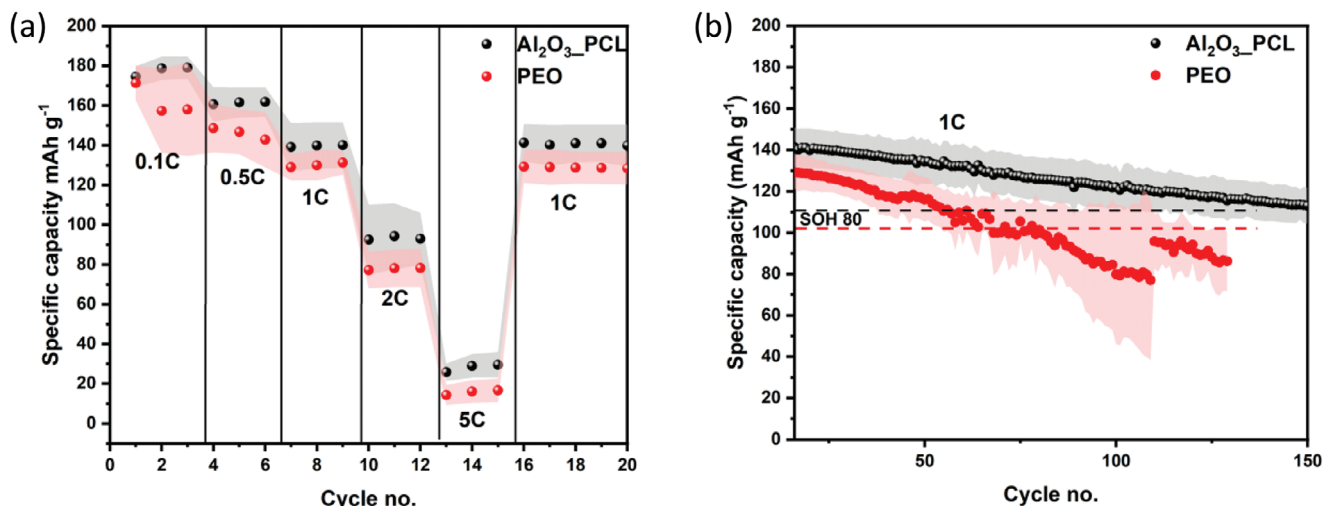 (a)
Specific capacity mAh g⁻¹
200
180
160
140
120
100
80
60
40
20
0
Al₂O₃_PCL
PEO
0.1C
0.5C
1C
2C
5C
1C
0 2 4 6 8 10 12 14 16 18 20
Cycle no.
(b)
Specific capacity (mAh g⁻¹)
200
180
160
140
120
100
80
60
40
20
0
Al₂O₃_PCL
PEO
1C
SOH 80
50 100 150
Cycle no.